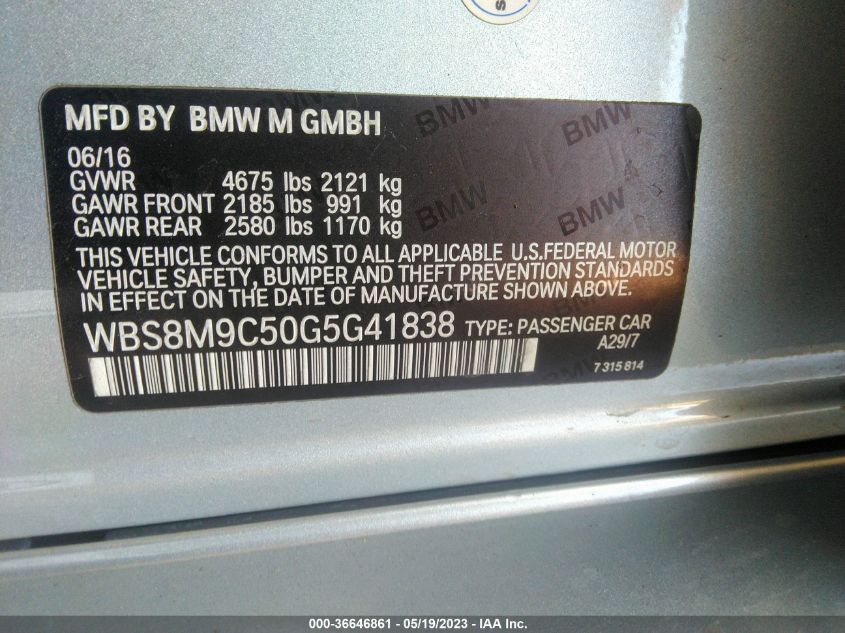 S
MFD BY BMW M GMBH
06/16
GVWR 4675 lbs 2121 kg
GAWR FRONT 2185 lbs 991 kg
GAWR REAR 2580 lbs 1170 kg
THIS VEHICLE CONFORMS TO ALL APPLICABLE U.S.FEDERAL MOTOR
VEHICLE SAFETY, BUMPER AND THEFT PREVENTION STANDARDS
IN EFFECT ON THE DATE OF MANUFACTURE SHOWN ABOVE.
WBS8M9C50G5G41838 TYPE: PASSENGER CAR
A29/7
7 315 814
BMW
BMW
BMW
BMW
BMW
BMW
000-36646861 - 05/19/2023 - IAA Inc.